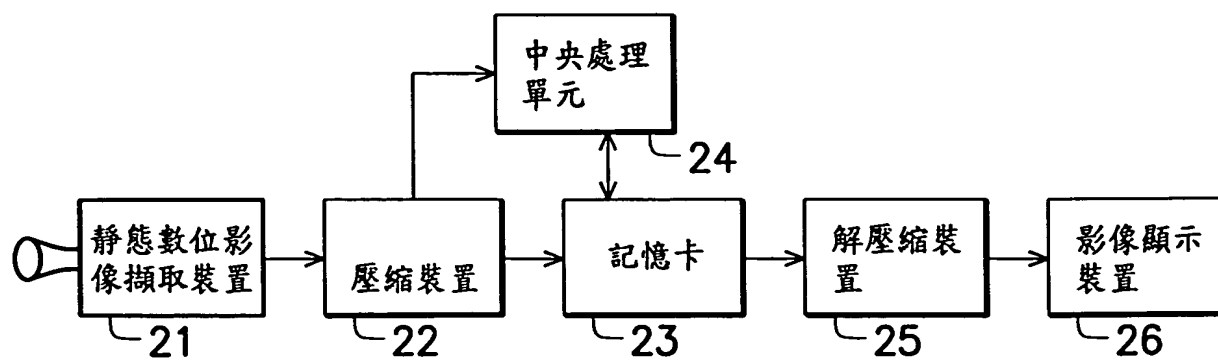 中央處理
單元
24
靜態數位影
像擷取裝置
21
壓縮裝置
22
記憶卡
23
解壓縮裝
置
25
影像顯示
裝置
26